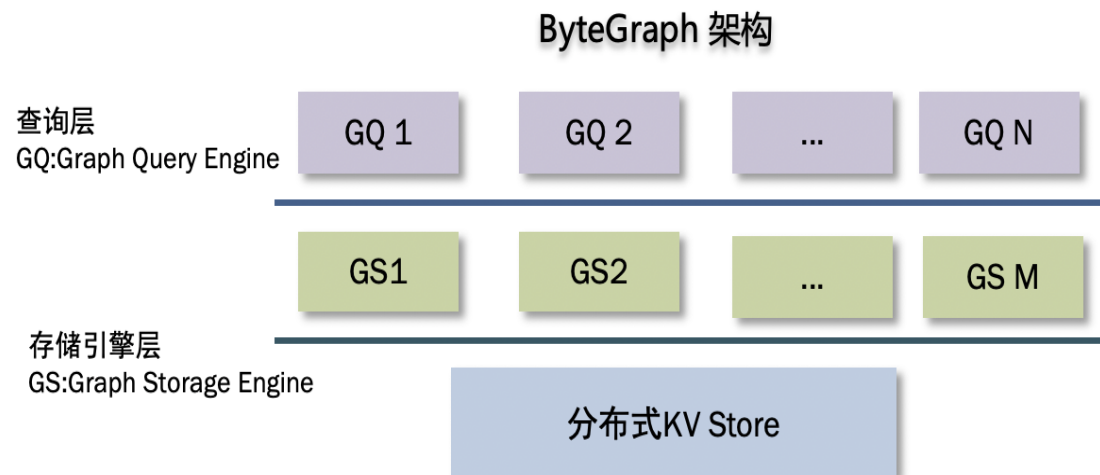 ByteGraph 架构
查询层
GQ:Graph Query Engine
GQ 1
GQ 2
...
GQ N
GS1
GS2
...
GS M
存储引擎层
GS:Graph Storage Engine
分布式KV Store